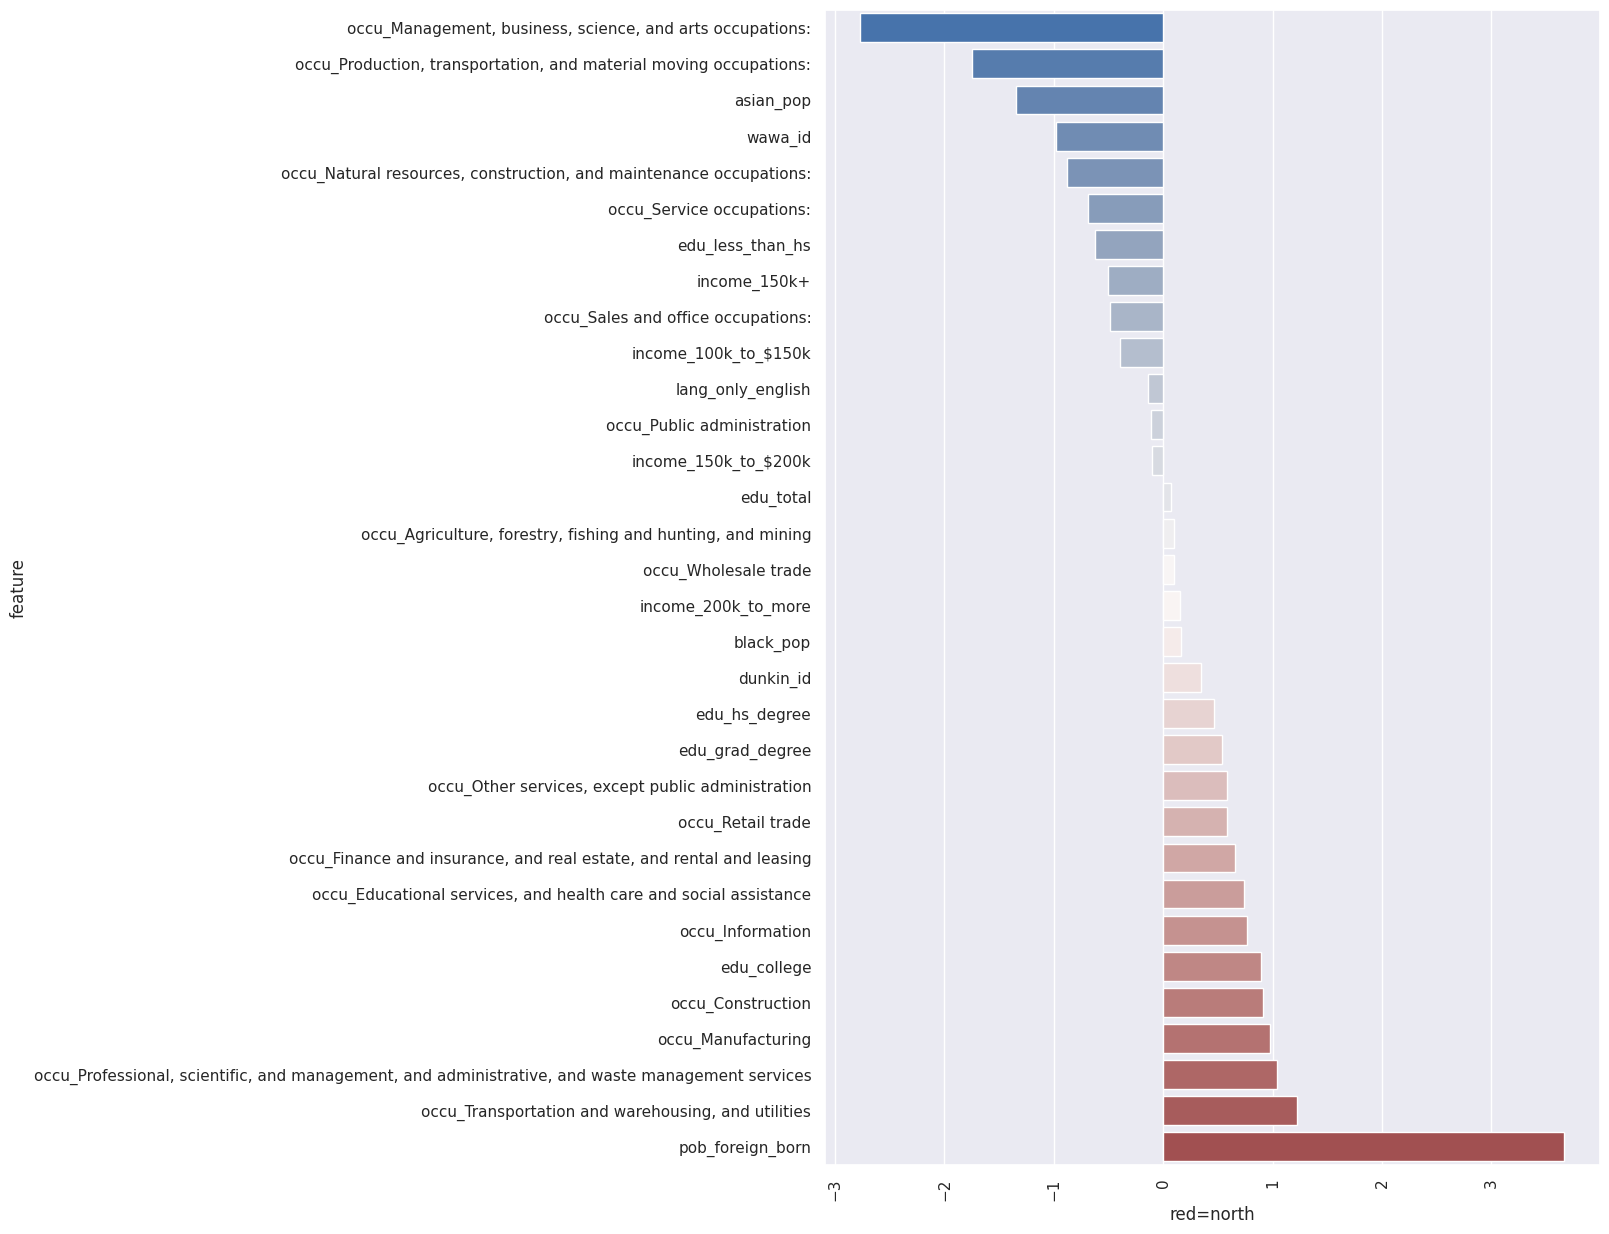 occu_Management, business, science, and arts occupations:
occu_Production, transportation, and material moving occupations:
asian_pop
wawa_id
occu_Natural resources, construction, and maintenance occupations:
occu_Service occupations:
edu_less_than_hs
income_150k+
occu_Sales and office occupations:
income_100k_to_$150k
lang_only_english
occu_Public administration
income_150k_to_$200k
edu_total
occu_Agriculture, forestry, fishing and hunting, and mining
occu_Wholesale trade
income_200k_to_more
black_pop
dunkin_id
edu_hs_degree
edu_grad_degree
occu_Other services, except public administration
occu_Retail trade
occu_Finance and insurance, and real estate, and rental and leasing
occu_Educational services, and health care and social assistance
occu_Information
edu_college
occu_Construction
occu_Manufacturing
occu_Professional, scientific, and management, and administrative, and waste management services
occu_Transportation and warehousing, and utilities
pob_foreign_born
feature
−3 −2 −1 0 1 2 3
red=north